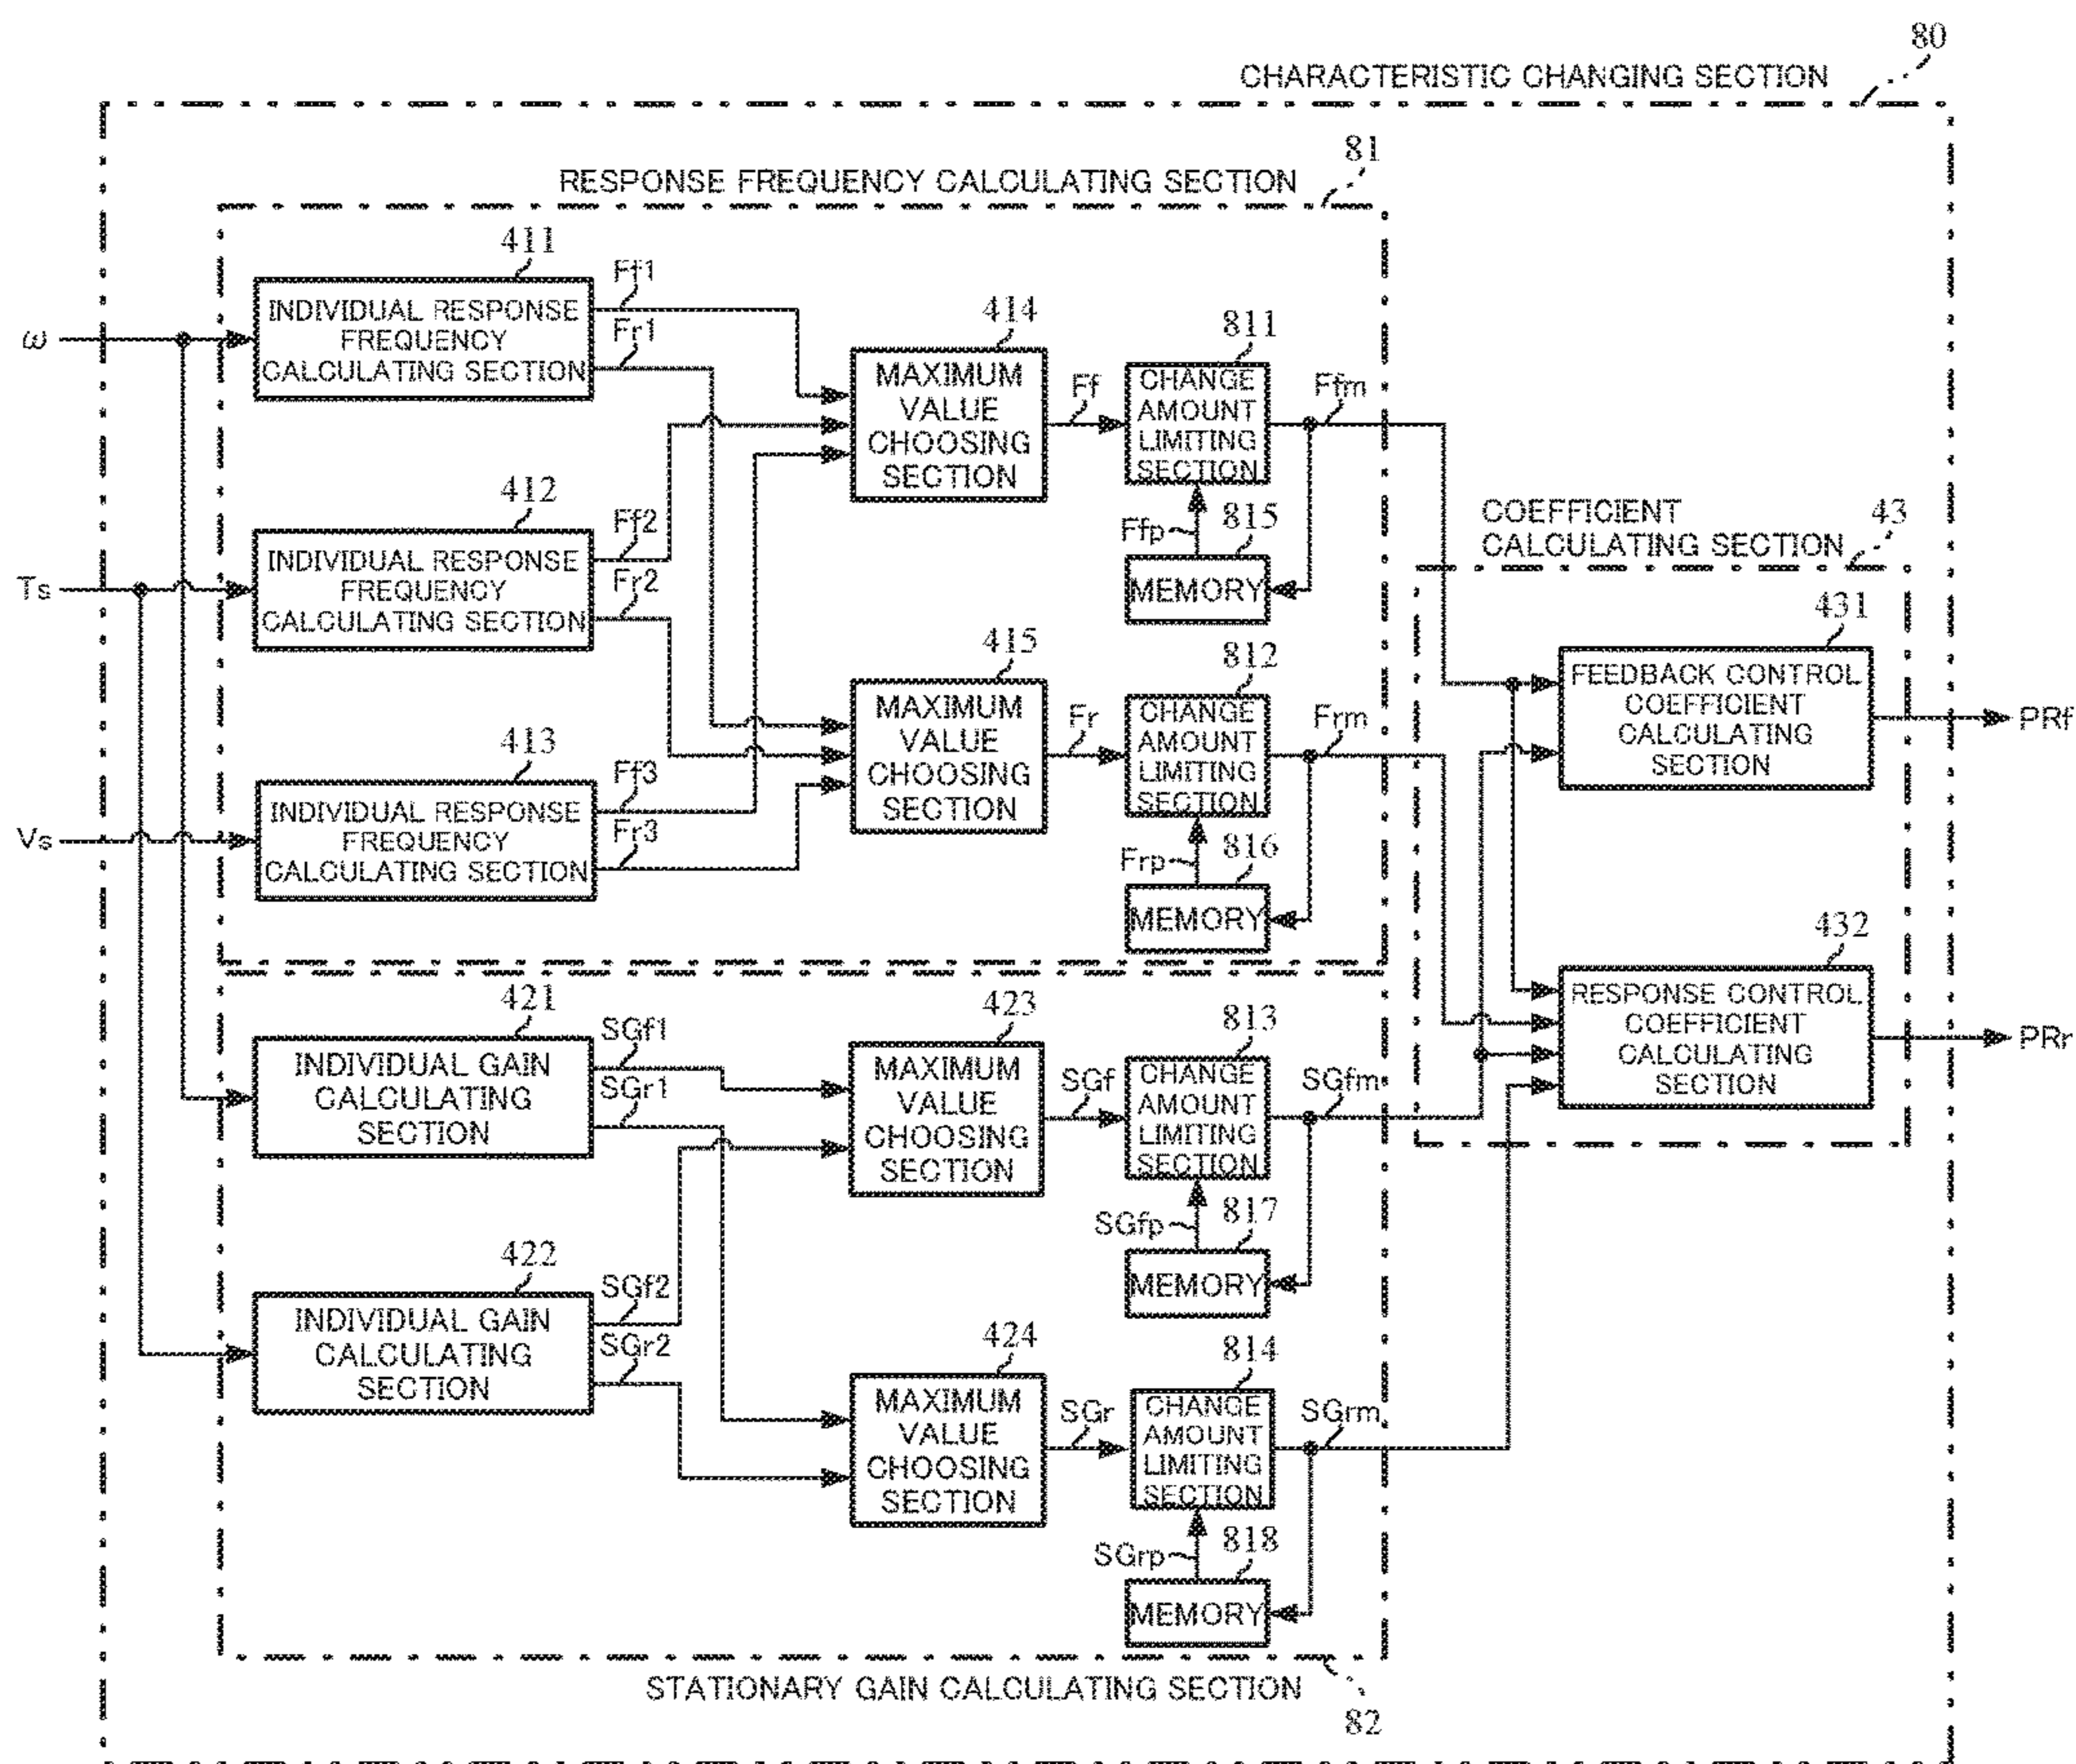 80
CHARACTERISTIC CHANGING SECTION
81
RESPONSE FREQUENCY CALCULATING SECTION
411
INDIVIDUAL RESPONSE
FREQUENCY
CALCULATING SECTION
Ff1
Fr1
ω
412
INDIVIDUAL RESPONSE
FREQUENCY
CALCULATING SECTION
Ff2
Fr2
Ts
413
INDIVIDUAL RESPONSE
FREQUENCY
CALCULATING SECTION
Ff3
Fr3
Vs
414
MAXIMUM
VALUE
CHOOSING
SECTION
Ff
811
CHANGE
AMOUNT
LIMITING
SECTION
Ffm
Ffp
815
MEMORY
415
MAXIMUM
VALUE
CHOOSING
SECTION
Fr
812
CHANGE
AMOUNT
LIMITING
SECTION
Frm
Frp
816
MEMORY
COEFFICIENT
CALCULATING SECTION
43
431
FEEDBACK CONTROL
COEFFICIENT
CALCULATING
SECTION
PRf
432
RESPONSE CONTROL
COEFFICIENT
CALCULATING
SECTION
PRr
421
INDIVIDUAL GAIN
CALCULATING
SECTION
SGf1
SGr1
422
INDIVIDUAL GAIN
CALCULATING
SECTION
SGf2
SGr2
423
MAXIMUM
VALUE
CHOOSING
SECTION
SGf
813
CHANGE
AMOUNT
LIMITING
SECTION
SGfm
SGfp
817
MEMORY
424
MAXIMUM
VALUE
CHOOSING
SECTION
SGr
814
CHANGE
AMOUNT
LIMITING
SECTION
SGrm
SGrp
818
MEMORY
STATIONARY GAIN CALCULATING SECTION
82